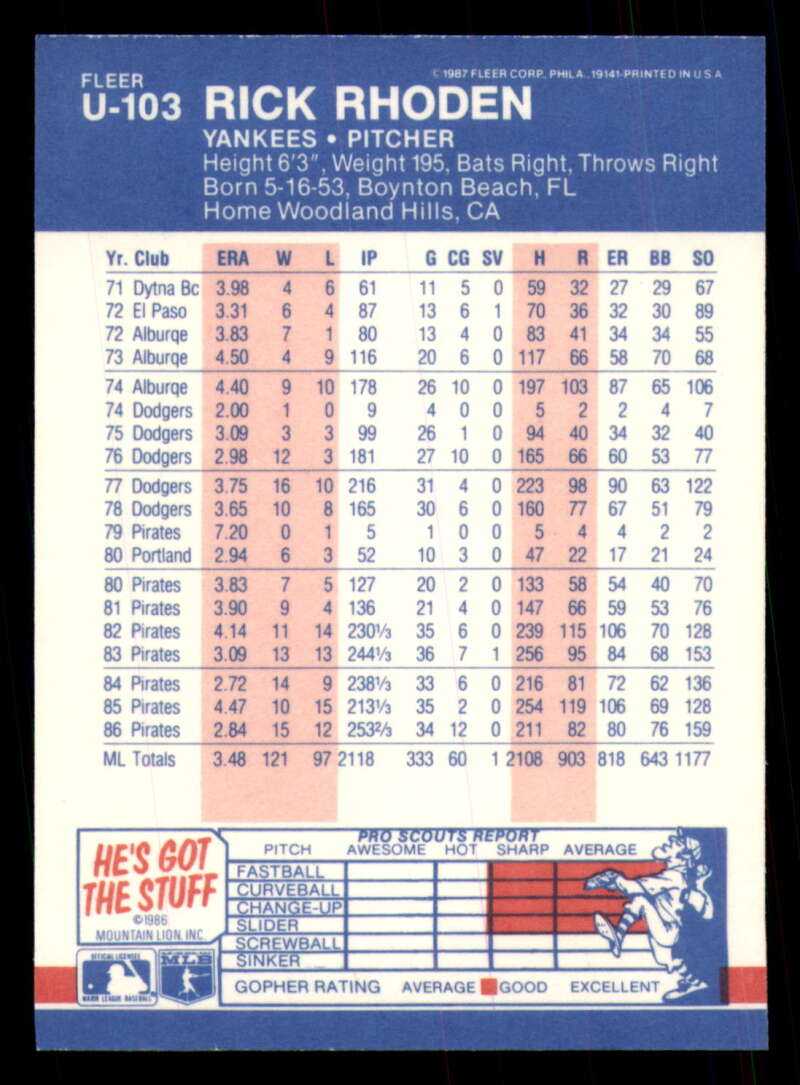 © 1987 FLEER CORP., PHILA., 19141-PRINTED IN U S A
FLEER
U-103 RICK RHODEN
YANKEES • PITCHER
Height 6'3", Weight 195, Bats Right, Throws Right
Born 5-16-53, Boynton Beach, FL
Home Woodland Hills, CA
Yr. Club ERA W L IP G CG SV H R ER BB SO
71 Dytna Bc 3.98 4 6 61 11 5 0 59 32 27 29 67
72 El Paso 3.31 6 4 87 13 6 1 70 36 32 30 89
72 Alburqe 3.83 7 1 80 13 4 0 83 41 34 34 55
73 Alburqe 4.50 4 9 116 20 6 0 117 66 58 70 68
74 Alburqe 4.40 9 10 178 26 10 0 197 103 87 65 106
74 Dodgers 2.00 1 0 9 4 0 0 5 2 2 4 7
75 Dodgers 3.09 3 3 99 26 1 0 94 40 34 32 40
76 Dodgers 2.98 12 3 181 27 10 0 165 66 60 53 77
77 Dodgers 3.75 16 10 216 31 4 0 223 98 90 63 122
78 Dodgers 3.65 10 8 165 30 6 0 160 77 67 51 79
79 Pirates 7.20 0 1 5 1 0 0 5 4 4 2 2
80 Portland 2.94 6 3 52 10 3 0 47 22 17 21 24
80 Pirates 3.83 7 5 127 20 2 0 133 58 54 40 70
81 Pirates 3.90 9 4 136 21 4 0 147 66 59 53 76
82 Pirates 4.14 11 14 230⅓ 35 6 0 239 115 106 70 128
83 Pirates 3.09 13 13 244⅓ 36 7 1 256 95 84 68 153
84 Pirates 2.72 14 9 238⅓ 33 6 0 216 81 72 62 136
85 Pirates 4.47 10 15 213⅓ 35 2 0 254 119 106 69 128
86 Pirates 2.84 15 12 253⅔ 34 12 0 211 82 80 76 159
ML Totals 3.48 121 97 2118 333 60 1 2108 903 818 643 1177
HE'S GOT
THE STUFF
©1986
MOUNTAIN LION, INC.
OFFICIAL LICENSEE
MAJOR LEAGUE BASEBALL
MLB
PRO SCOUTS REPORT
PITCH AWESOME HOT SHARP AVERAGE
FASTBALL
CURVEBALL
CHANGE-UP
SLIDER
SCREWBALL
SINKER
GOPHER RATING AVERAGE GOOD EXCELLENT